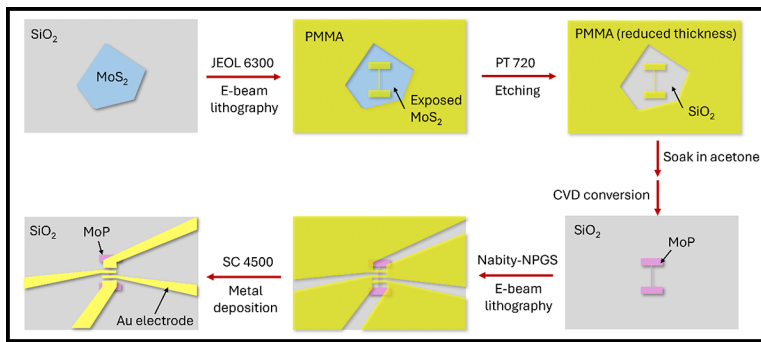 SiO₂
MoS₂
JEOL 6300
E-beam
lithography
PMMA
Exposed
MoS₂
PT 720
Etching
PMMA (reduced thickness)
SiO₂
Soak in acetone
CVD conversion
SiO₂
MoP
Nabity-NPGS
E-beam
lithography
SC 4500
Metal
deposition
SiO₂
MoP
Au electrode